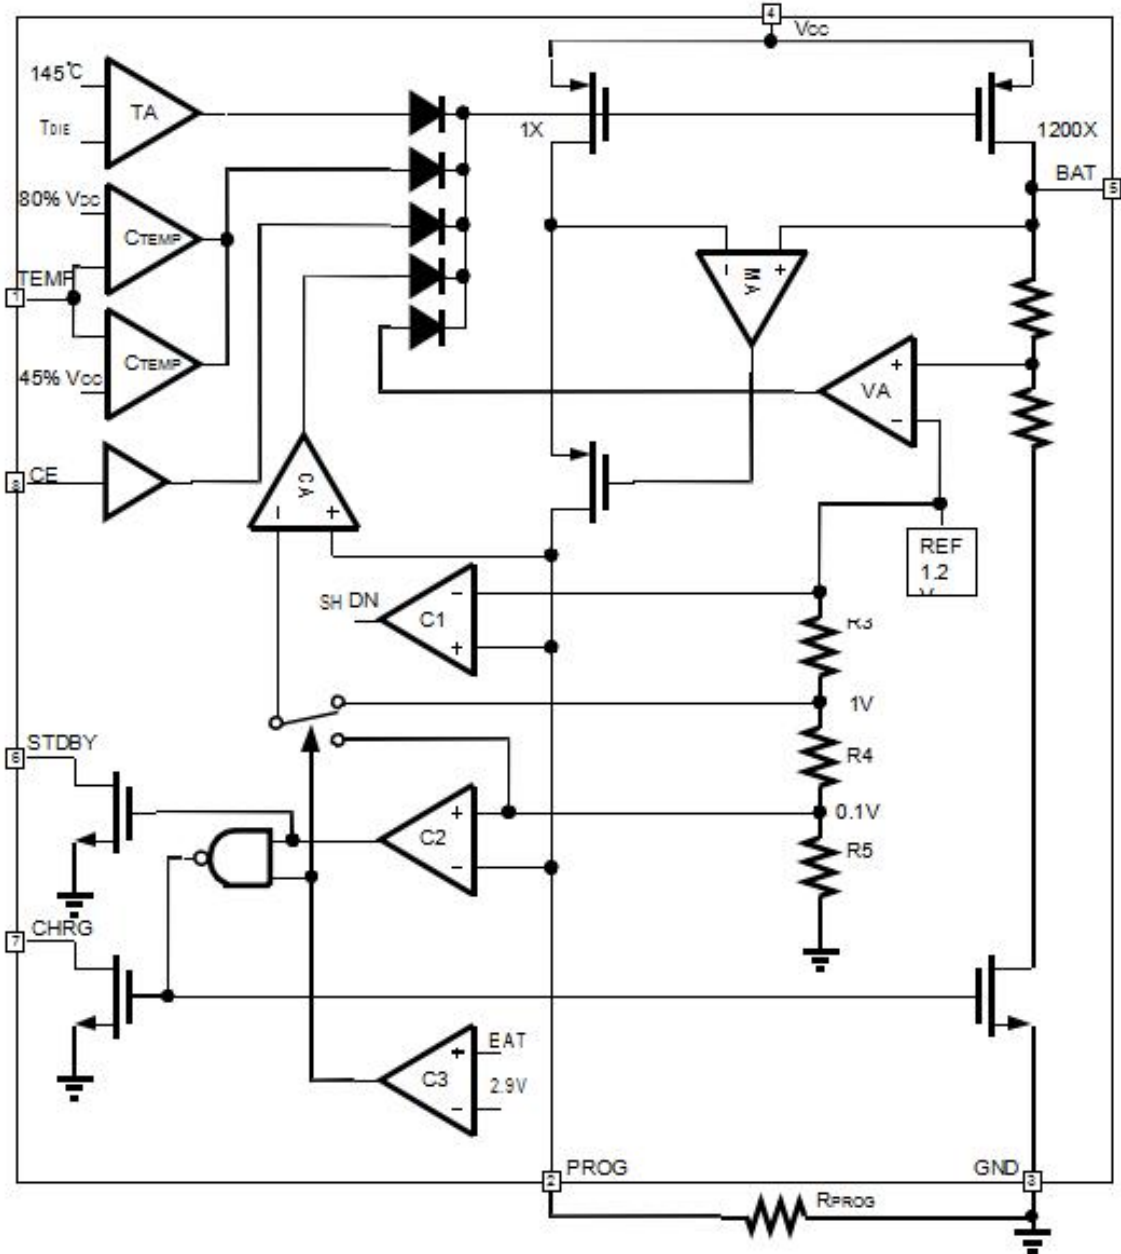 4
VCC
145℃
TA
TDIE
1X
1200X
BAT
5
80% VCC
CTEMP
TEMP
1
- MA +
CTEMP
45% VCC
+
VA
-
CE
8
CA
- +
REF
1.2
SH DN
C1
-
+
R3
1V
STDBY
6
R4
+
C2
-
0.1V
R5
CHRG
7
EAT
+
C3
2.9V
-
PROG
2
GND
3
RPROG